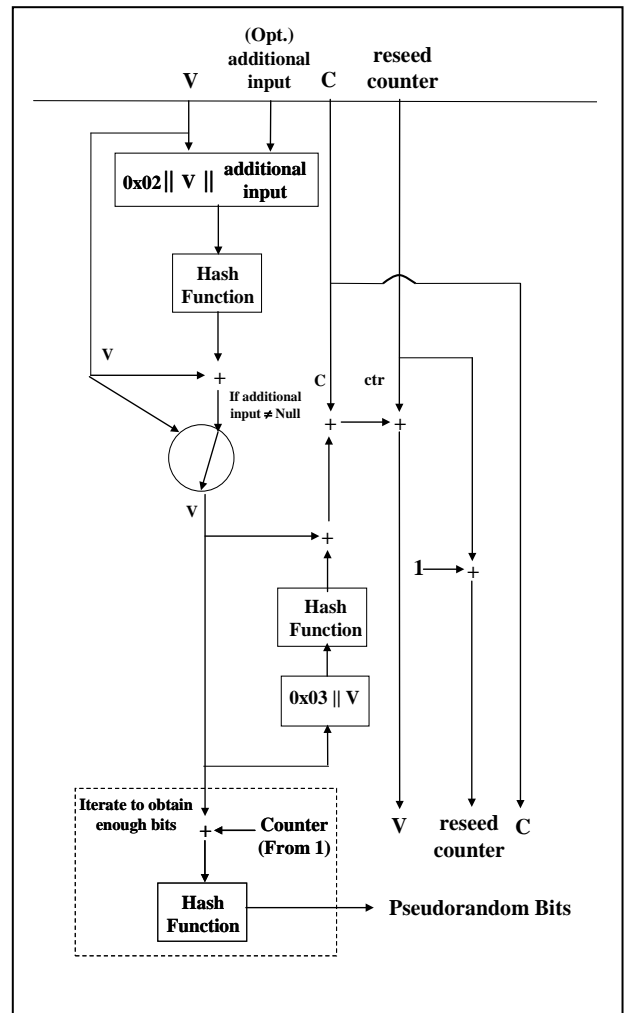 (Opt.)
additional
input
V
C
reseed
counter
0x02 || V || additional
input
Hash
Function
V
+
If additional
input ≠ Null
C
ctr
+
+
V
+
1
+
Hash
Function
0x03 || V
Iterate to obtain
enough bits
+
Counter
(From 1)
V
reseed
counter
C
Hash
Function
Pseudorandom Bits